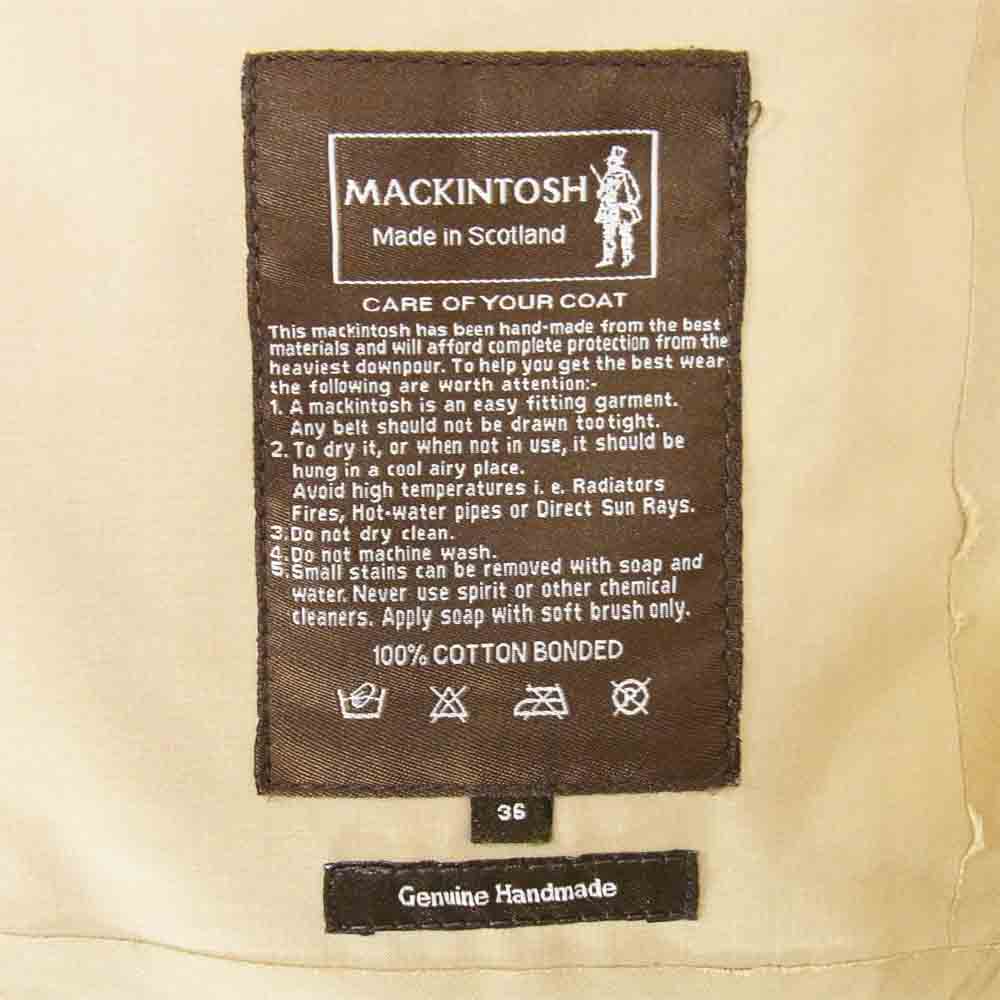 MACKINTOSH
Made in Scotland
CARE OF YOUR COAT
This mackintosh has been hand-made from the best
materials and will afford complete protection from the
heaviest downpour. To help you get the best wear
the following are worth attention:-
1. A mackintosh is an easy fitting garment.
Any belt should not be drawn tootight.
2. To dry it, or when not in use, it should be
hung in a cool airy place.
Avoid high temperatures i. e. Radiators
Fires, Hot-water pipes or Direct Sun Rays.
3. Do not dry clean.
4. Do not machine wash.
5. Small stains can be removed with soap and
water. Never use spirit or other chemical
cleaners. Apply soap with soft brush only.
100% COTTON BONDED
R
36
Genuine Handmade